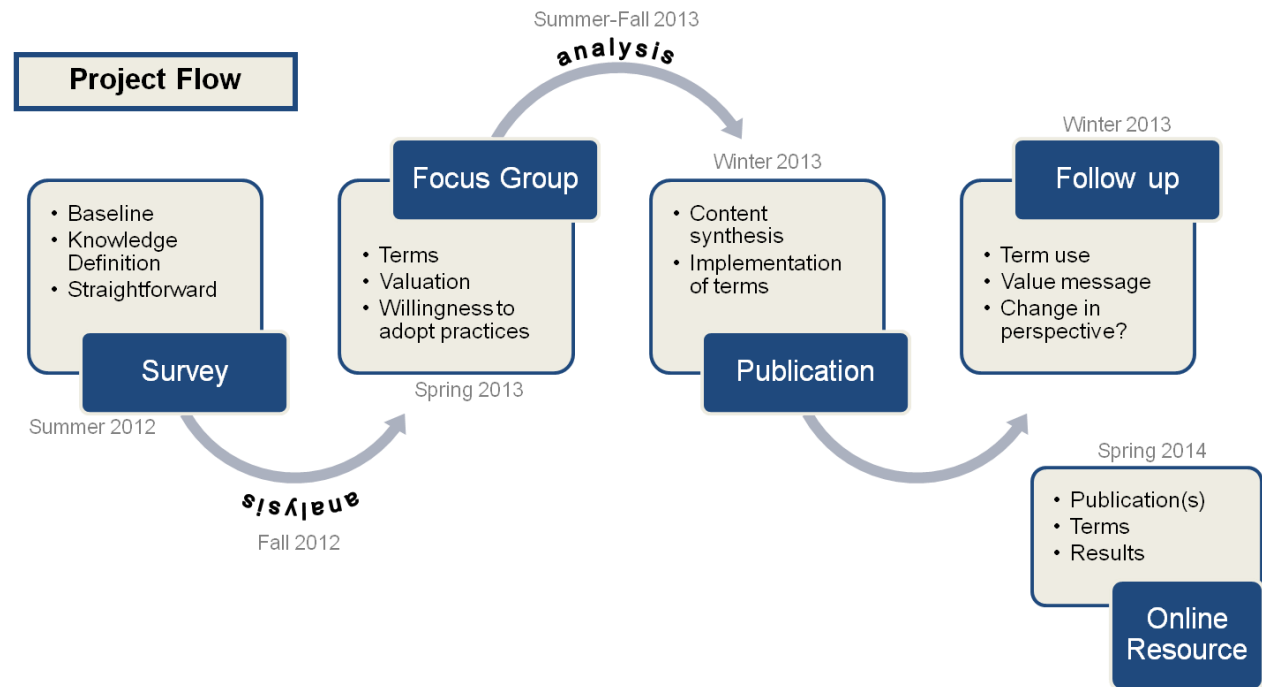 Project Flow
• Baseline
• Knowledge
Definition
• Straightforward
Survey
Summer 2012
analysis
Fall 2012
Focus Group
• Terms
• Valuation
• Willingness to
adopt practices
Spring 2013
Summer-Fall 2013
analysis
Winter 2013
• Content
synthesis
• Implementation
of terms
Publication
Winter 2013
Follow up
• Term use
• Value message
• Change in
perspective?
Spring 2014
• Publication(s)
• Terms
• Results
Online
Resource